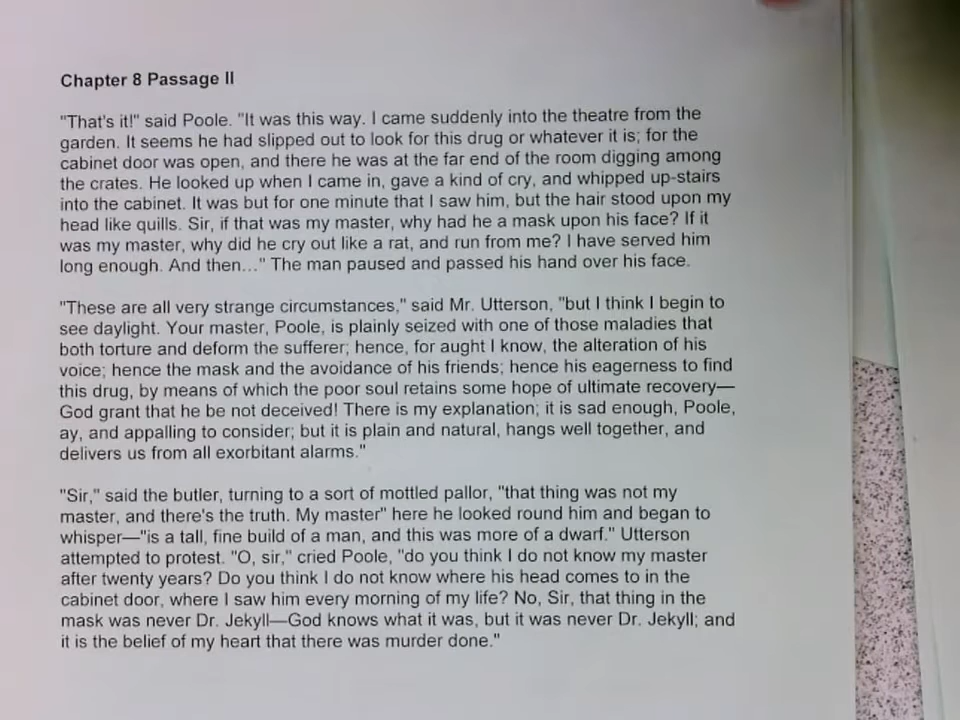 Chapter 8 Passage II
"That's it!" said Poole. "It was this way. I came suddenly into the theatre from the
garden. It seems he had slipped out to look for this drug or whatever it is; for the
cabinet door was open, and there he was at the far end of the room digging among
the crates. He looked up when I came in, gave a kind of cry, and whipped up-stairs
into the cabinet. It was but for one minute that I saw him, but the hair stood upon my
head like quills. Sir, if that was my master, why had he a mask upon his face? If it
was my master, why did he cry out like a rat, and run from me? I have served him
long enough. And then..." The man paused and passed his hand over his face.
"These are all very strange circumstances," said Mr. Utterson, "but I think I begin to
see daylight. Your master, Poole, is plainly seized with one of those maladies that
both torture and deform the sufferer; hence, for aught I know, the alteration of his
voice; hence the mask and the avoidance of his friends; hence his eagerness to find
this drug, by means of which the poor soul retains some hope of ultimate recovery—
God grant that he be not deceived! There is my explanation; it is sad enough, Poole,
ay, and appalling to consider; but it is plain and natural, hangs well together, and
delivers us from all exorbitant alarms."
"Sir," said the butler, turning to a sort of mottled pallor, "that thing was not my
master, and there's the truth. My master" here he looked round him and began to
whisper—"is a tall, fine build of a man, and this was more of a dwarf." Utterson
attempted to protest. "O, sir," cried Poole, "do you think I do not know my master
after twenty years? Do you think I do not know where his head comes to in the
cabinet door, where I saw him every morning of my life? No, Sir, that thing in the
mask was never Dr. Jekyll—God knows what it was, but it was never Dr. Jekyll; and
it is the belief of my heart that there was murder done."